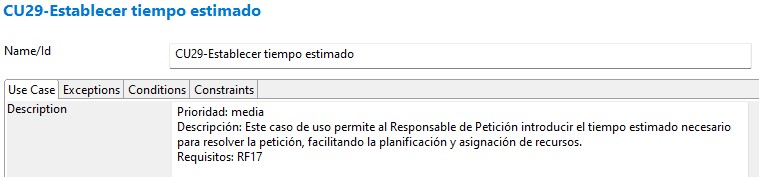 CU29-Establecer tiempo estimado
Name/Id
CU29-Establecer tiempo estimado
Use Case Exceptions Conditions Constraints
Description
Prioridad: media
Descripción: Este caso de uso permite al Responsable de Petición introducir el tiempo estimado necesario
para resolver la petición, facilitando la planificación y asignación de recursos.
Requisitos: RF17